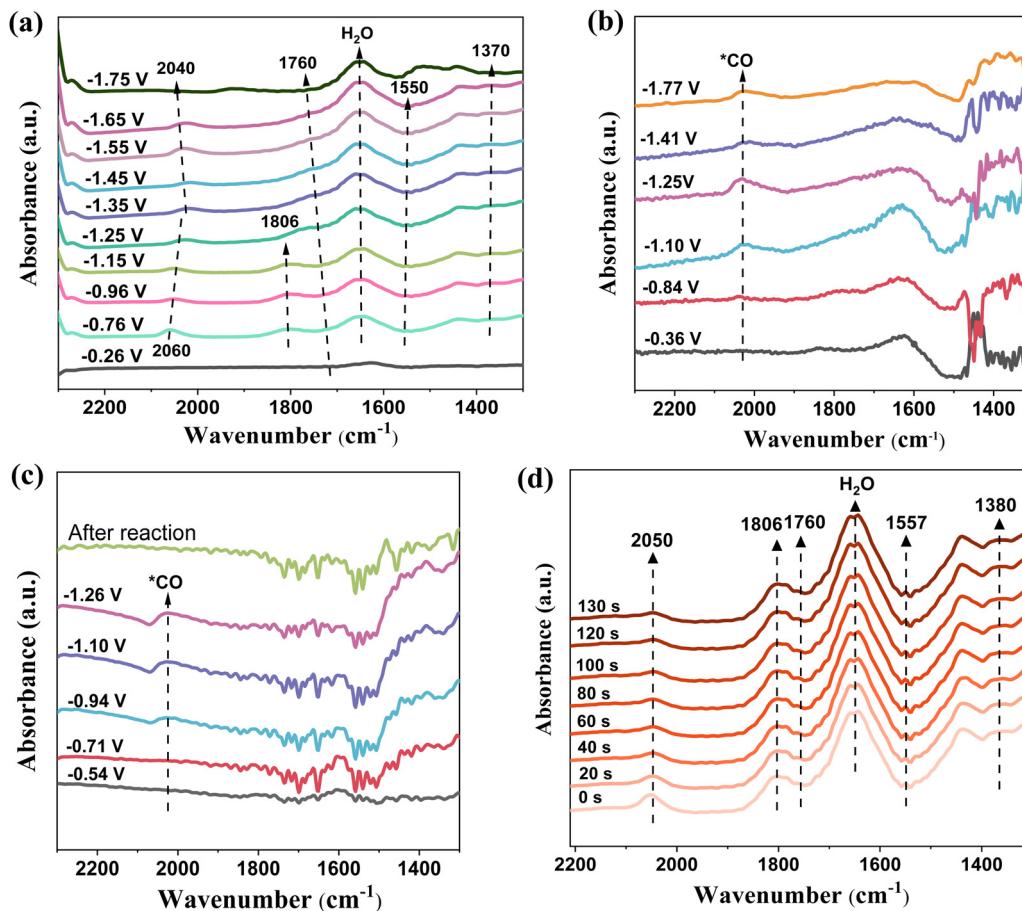 (a)
H₂O
2040
1760
1370
-1.75 V
1550
-1.65 V
-1.55 V
-1.45 V
-1.35 V
1806
-1.25 V
-1.15 V
-0.96 V
-0.76 V
2060
-0.26 V
2200 2000 1800 1600 1400
Wavenumber (cm⁻¹)
Absorbance (a.u.)
(b)
*CO
-1.77 V
-1.41 V
-1.25V
-1.10 V
-0.84 V
-0.36 V
2200 2000 1800 1600 1400
Wavenumber (cm⁻¹)
Absorbance (a.u.)
(c)
After reaction
*CO
-1.26 V
-1.10 V
-0.94 V
-0.71 V
-0.54 V
2200 2000 1800 1600 1400
Wavenumber (cm⁻¹)
Absorbance (a.u.)
(d)
H₂O
2050
1806
1760
1557
1380
130 s
120 s
100 s
80 s
60 s
40 s
20 s
0 s
2200 2000 1800 1600 1400
Wavenumber (cm⁻¹)
Absorbance (a.u.)